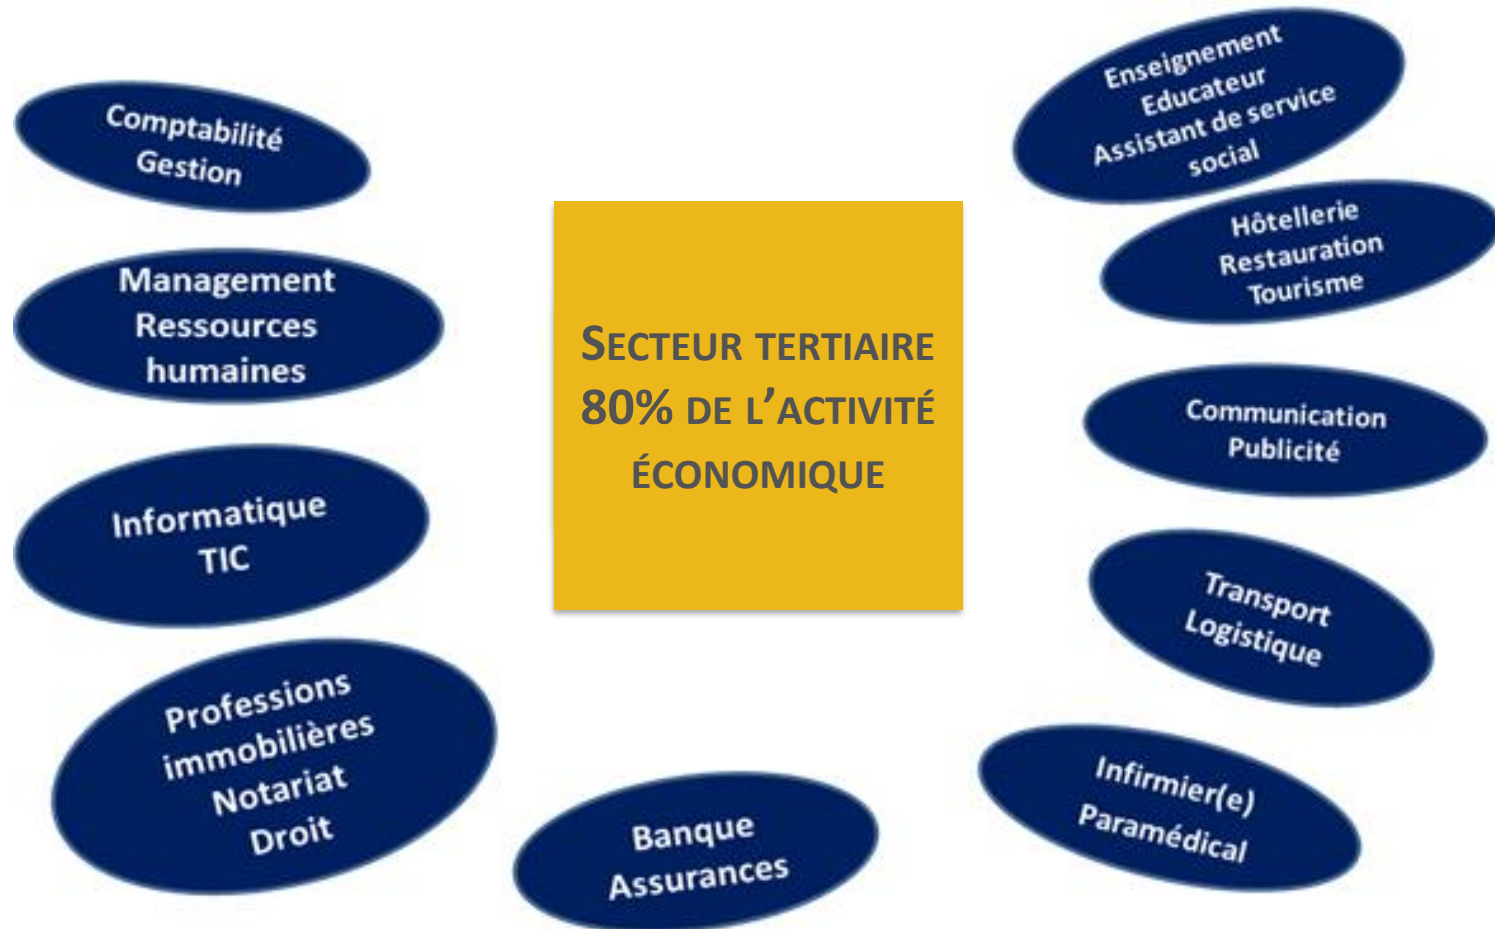 Comptabilité
Gestion
Management
Ressources
humaines
Informatique
TIC
Professions
immobilières
Notariat
Droit
Banque
Assurances
SECTEUR TERTIAIRE
80% DE L’ACTIVITÉ
ÉCONOMIQUE
Enseignement
Educateur
Assistant de service
social
Hôtellerie
Restauration
Tourisme
Communication
Publicité
Transport
Logistique
Infirmier(e)
Paramédical